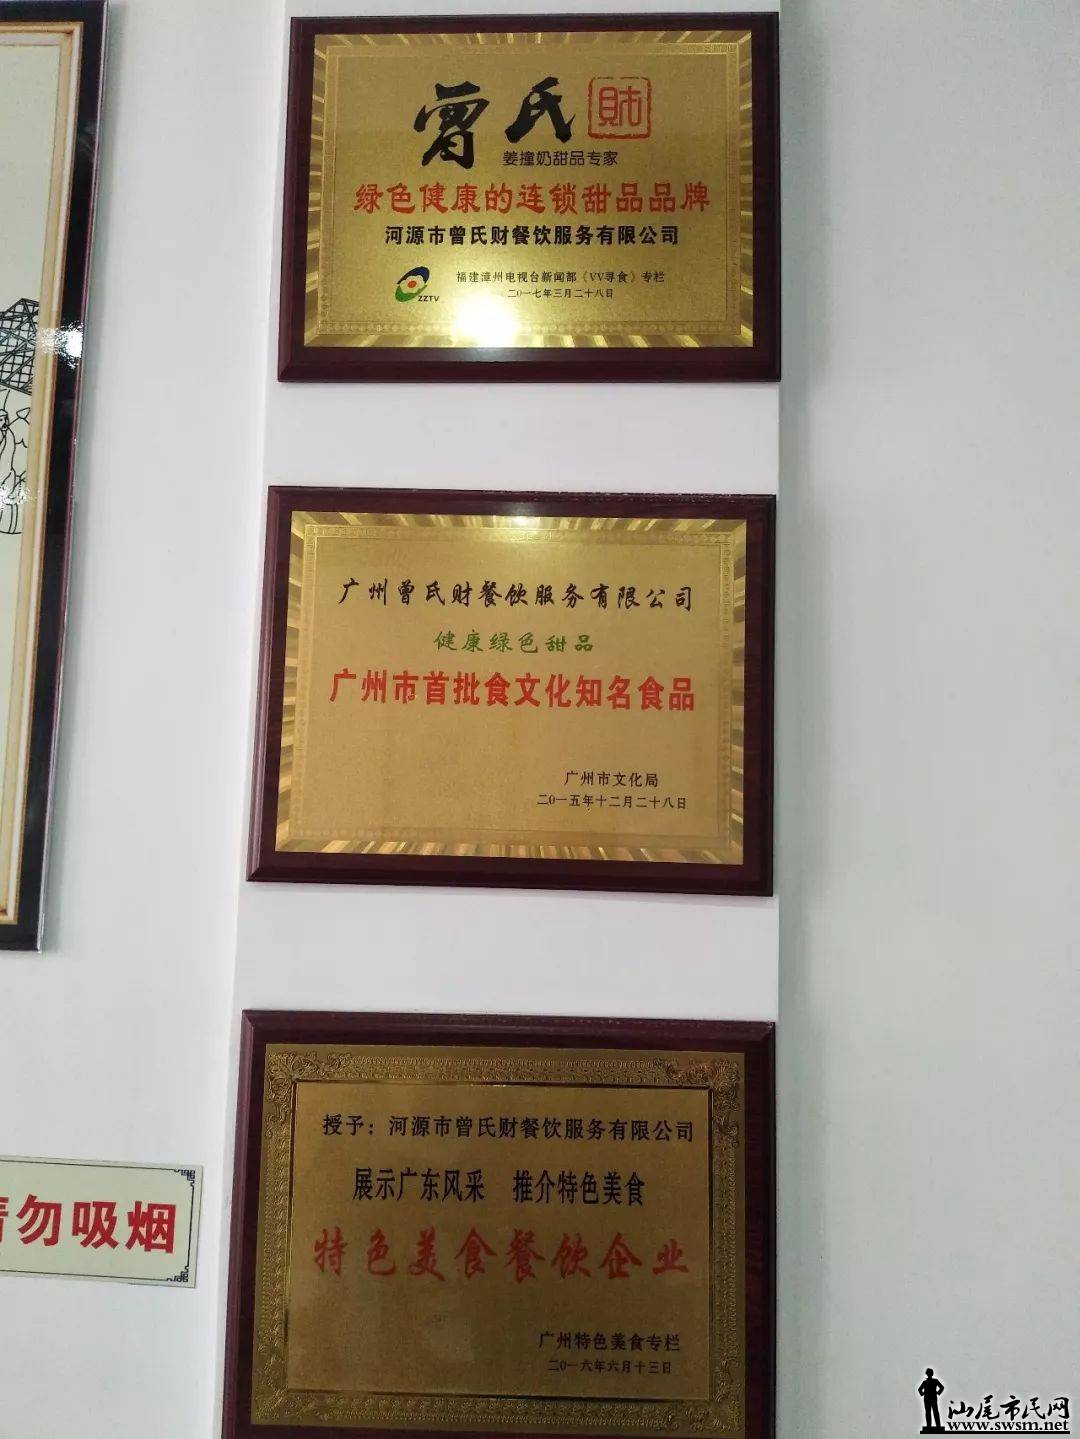 曾氏
財
姜撞奶甜品专家
绿色健康的连锁甜品品牌
河源市曾氏财餐饮服务有限公司
ZZTV
福建漳州电视台新闻部《VV寻食》专栏
二〇一七年三月二十八日
广州曾氏财餐饮服务有限公司
健康绿色甜品
广州市首批食文化知名食品
广州市文化局
二〇一五年十二月二十八日
授予：河源市曾氏财餐饮服务有限公司
展示广东风采 推介特色美食
特色美食餐饮企业
广州特色美食专栏
二〇一六年六月十三日
请勿吸烟
汕尾市民网
www.swsm.net